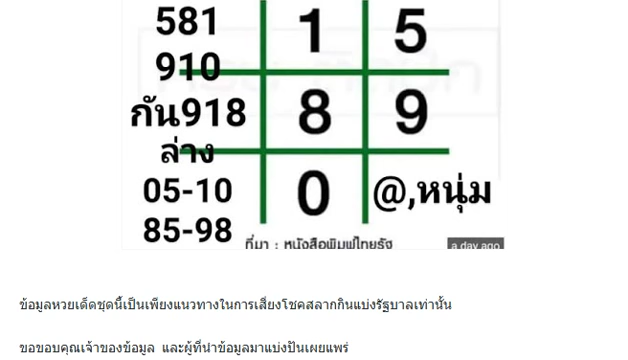 581
910
กัน918
ล่าง
05-10
85-98
1 5
8 9
0 @,หนุ่ม
ที่มา : หนังสือพิมพ์ไทยรัฐ
a day ago
ข้อมูลหวยเด็ดชุดนี้เป็นเพียงแนวทางในการเสี่ยงโชคสลากกินแบ่งรัฐบาลเท่านั้น
ขอขอบคุณเจ้าของข้อมูล และผู้ที่นำข้อมูลมาแบ่งปันเผยแพร่